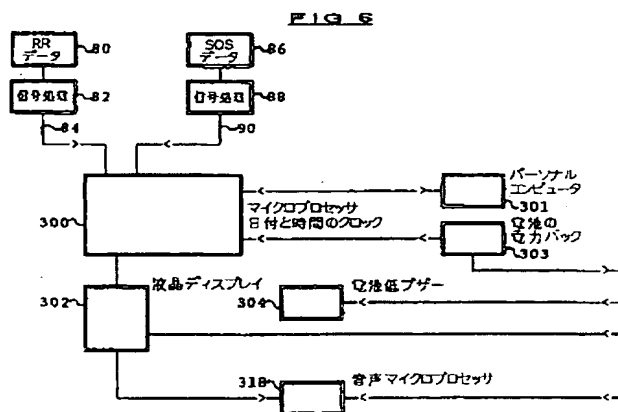 FIG 6
RR
データ
80
SOS
データ
86
信号処理
82
信号処理
88
84
90
300
マイクロプロセッサ
日付と時間のクロック
パーソナル
コンピュータ
301
電池の
電力パック
303
302
液晶ディスプレイ
304
電池低ブザー
318
音声マイクロプロセッサ